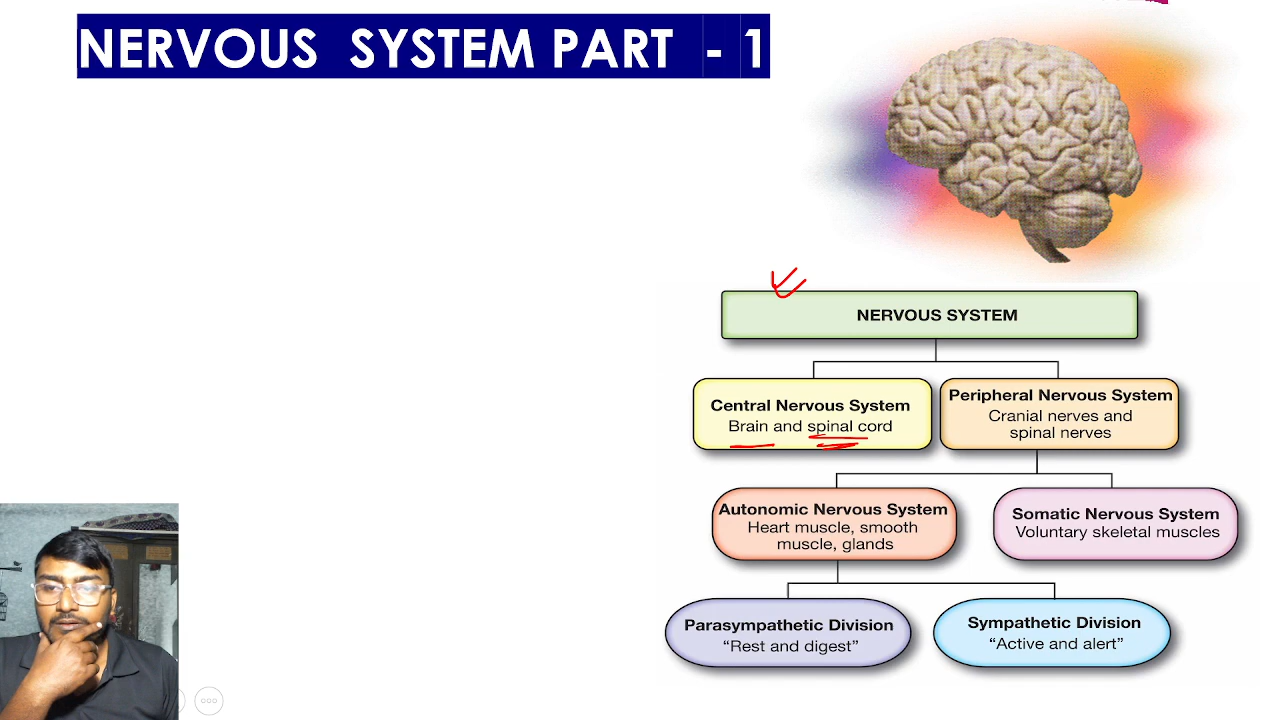 NERVOUS SYSTEM PART - 1
NERVOUS SYSTEM
Central Nervous System
Brain and spinal cord
Peripheral Nervous System
Cranial nerves and
spinal nerves
Autonomic Nervous System
Heart muscle, smooth
muscle, glands
Somatic Nervous System
Voluntary skeletal muscles
Parasympathetic Division
“Rest and digest”
Sympathetic Division
“Active and alert”